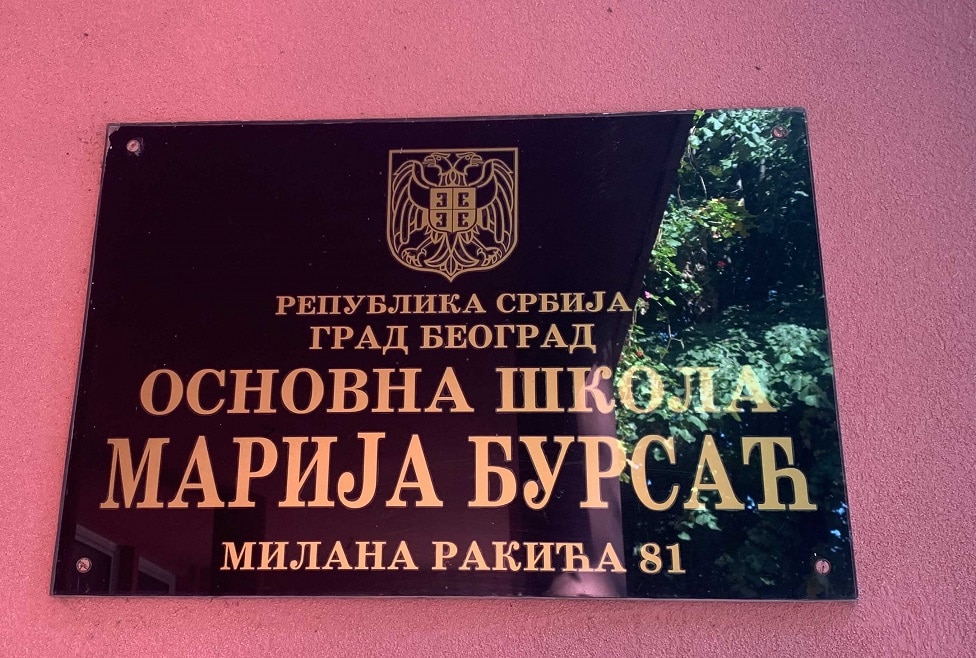 РЕПУБЛИКА СРБИЈА
ГРАД БЕОГРАД
ОСНОВНА ШКОЛА
МАРИЈА БУРСАЋ
МИЛАНА РАКИЋА 81